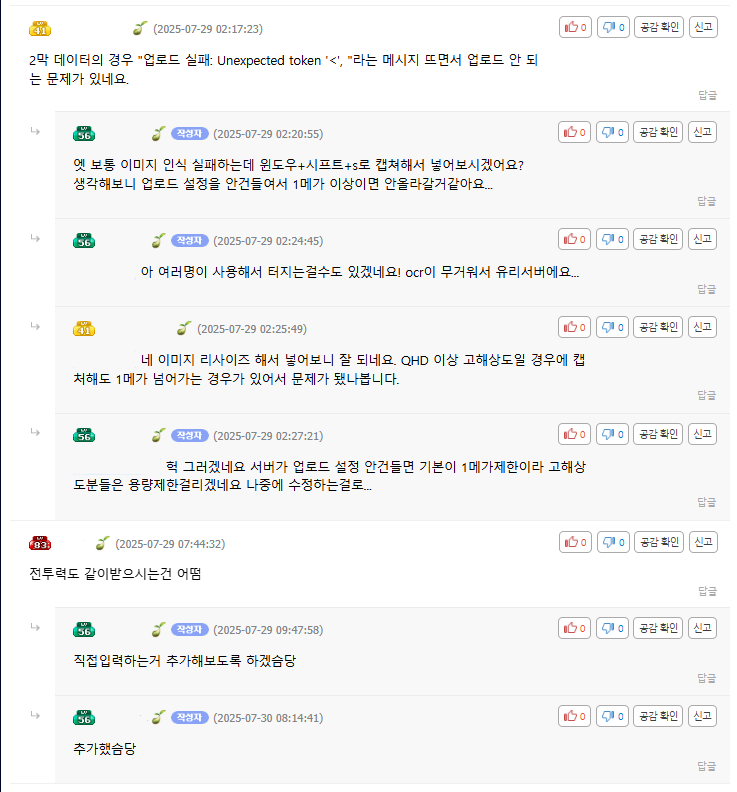 LV 41 (2025-07-29 02:17:23) 0 0 공감 확인 신고
2막 데이터의 경우 "업로드 실패: Unexpected token '<', "라는 메시지 뜨면서 업로드 안 되
는 문제가 있네요.
답글
LV 56 작성자 (2025-07-29 02:20:55) 0 0 공감 확인 신고
엣 보통 이미지 인식 실패하는데 윈도우+시프트+s로 캡쳐해서 넣어보시겠어요?
생각해보니 업로드 설정을 안건들여서 1메가 이상이면 안올라갈거같아요...
답글
LV 56 작성자 (2025-07-29 02:24:45) 0 0 공감 확인 신고
아 여러명이 사용해서 터지는걸수도 있겠네요! ocr이 무거워서 유리서버에요...
답글
LV 41 (2025-07-29 02:25:49) 0 0 공감 확인 신고
네 이미지 리사이즈 해서 넣어보니 잘 되네요. QHD 이상 고해상도일 경우에 캡
처해도 1메가 넘어가는 경우가 있어서 문제가 됐나봅니다.
답글
LV 56 작성자 (2025-07-29 02:27:21) 0 0 공감 확인 신고
헉 그러겠네요 서버가 업로드 설정 안건들면 기본이 1메가제한이라 고해상
도분들은 용량제한걸리겠네요 나중에 수정하는걸로...
답글
LV 83 (2025-07-29 07:44:32) 0 0 공감 확인 신고
전투력도 같이받으시는건 어떰
답글
LV 56 작성자 (2025-07-29 09:47:58) 0 0 공감 확인 신고
직접입력하는거 추가해보도록 하겠슴당
답글
LV 56 작성자 (2025-07-30 08:14:41) 0 0 공감 확인 신고
추가했슴당
답글